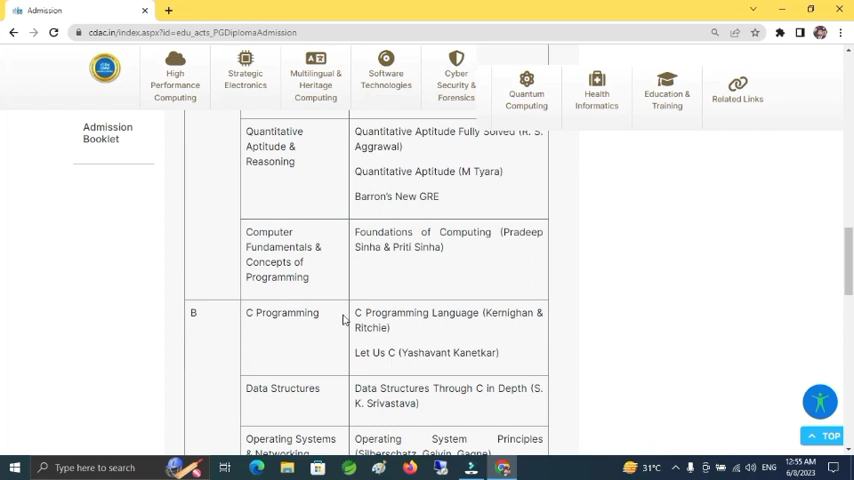 Admission
cdac.in/index.aspx?id=edu_acts_PGDiplomaAdmission
High
Performance
Computing
Strategic
Electronics
Multilingual &
Heritage
Computing
Software
Technologies
Cyber
Security &
Forensics
Quantum
Computing
Health
Informatics
Education &
Training
Related Links
Admission
Booklet
Quantitative
Aptitude &
Reasoning
Quantitative Aptitude Fully Solved (R. S.
Aggrawal)
Quantitative Aptitude (M Tyara)
Barron's New GRE
Computer
Fundamentals &
Concepts of
Programming
Foundations of Computing (Pradeep
Sinha & Priti Sinha)
B
C Programming
C Programming Language (Kernighan &
Ritchie)
Let Us C (Yashavant Kanetkar)
Data Structures
Data Structures Through C in Depth (S.
K. Srivastava)
Operating Systems
& Networking
Operating System Principles
(Silberschatz, Galvin, Gagne)
TOP
Type here to search
31°C
ENG
12:55 AM
6/8/2023